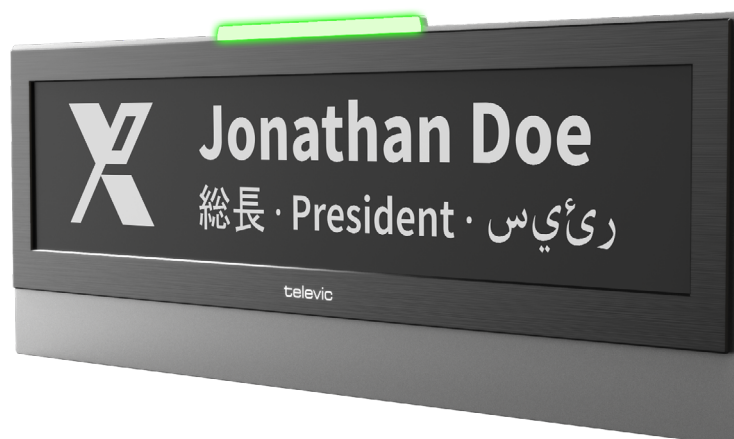 Jonathan Doe
総長 · President · رئيس
televic